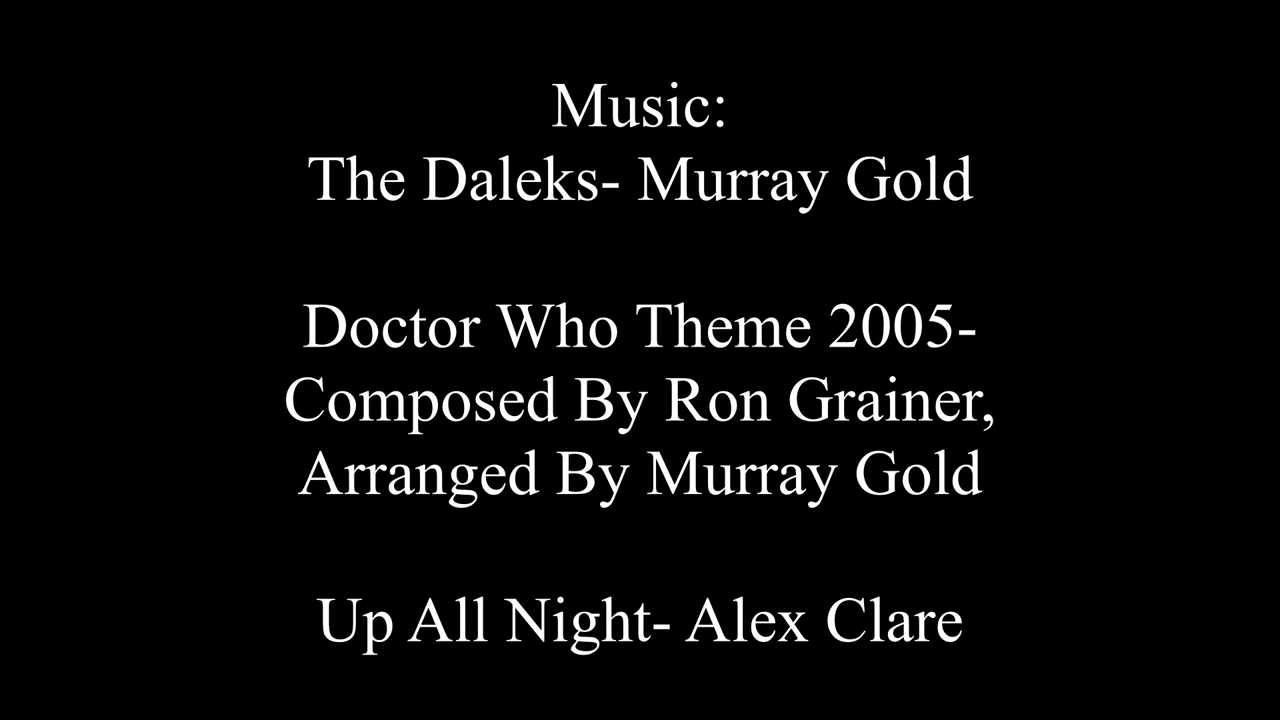 Music:
The Daleks- Murray Gold
Doctor Who Theme 2005-
Composed By Ron Grainer,
Arranged By Murray Gold
Up All Night- Alex Clare